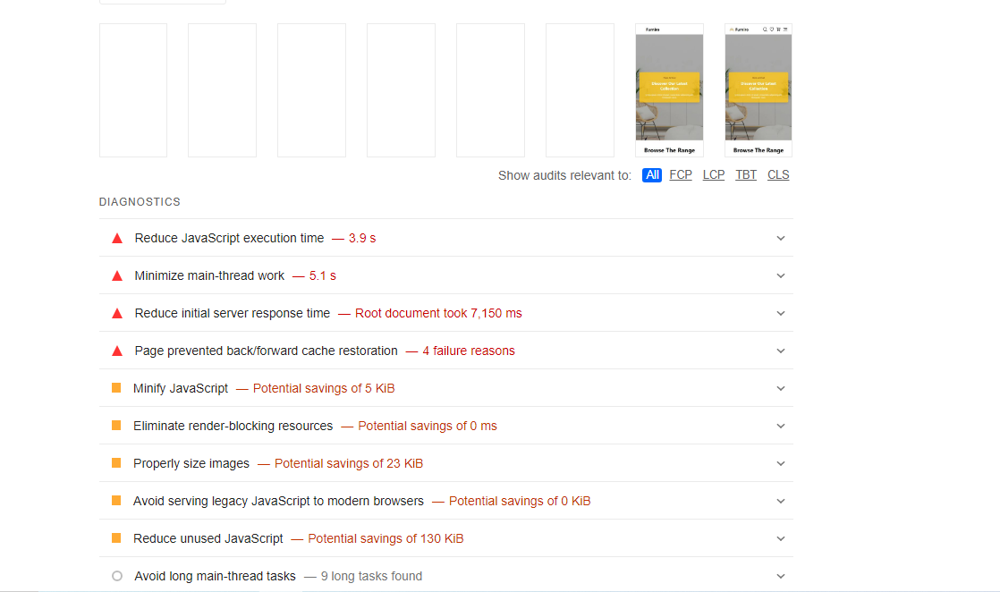 Furniro
Furniro
Discover Our Latest
Collection
Discover Our Latest
Collection
Browse The Range
Browse The Range
Show audits relevant to: All FCP LCP TBT CLS
DIAGNOSTICS
Reduce JavaScript execution time — 3.9 s
Minimize main-thread work — 5.1 s
Reduce initial server response time — Root document took 7,150 ms
Page prevented back/forward cache restoration — 4 failure reasons
Minify JavaScript — Potential savings of 5 KiB
Eliminate render-blocking resources — Potential savings of 0 ms
Properly size images — Potential savings of 23 KiB
Avoid serving legacy JavaScript to modern browsers — Potential savings of 0 KiB
Reduce unused JavaScript — Potential savings of 130 KiB
Avoid long main-thread tasks — 9 long tasks found